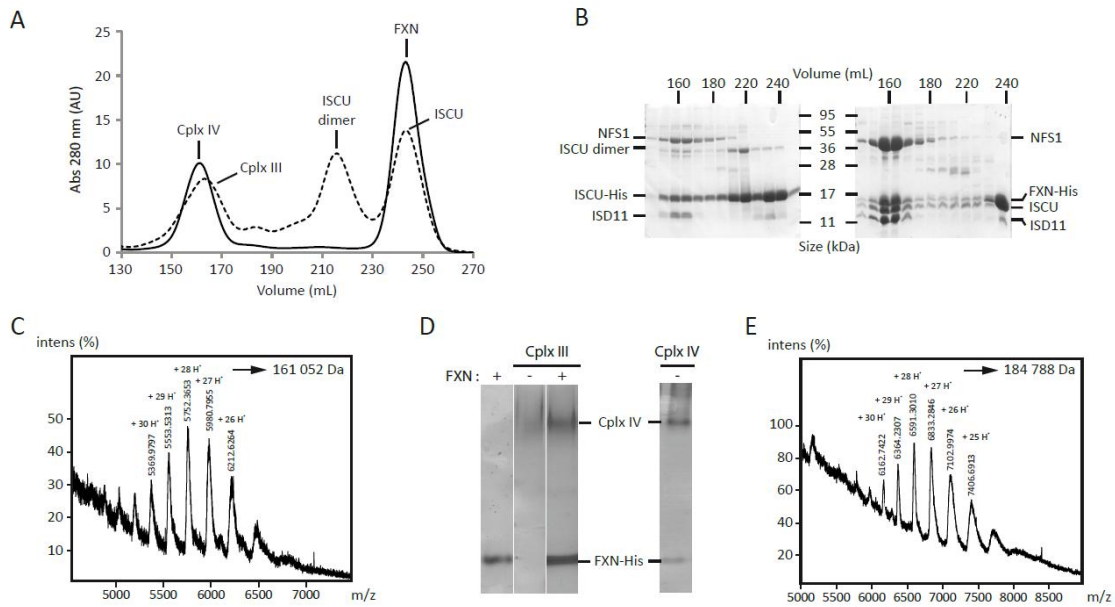 A
Abs 280 nm (AU)
25
20
15
10
5
0
130 150 170 190 210 230 250 270
Volume (mL)
Cplx IV
Cplx III
ISCU
dimer
FXN
ISCU
B
Volume (mL)
160 180 220 240
160 180 220 240
NFS1
ISCU dimer
ISCU-His
ISD11
95
55
36
28
17
11
Size (kDa)
NFS1
FXN-His
ISCU
ISD11
C
intens (%)
50
40
30
20
10
5000 5500 6000 6500 7000 m/z
161 052 Da
+ 30 H+
5369.9797
+ 29 H+
5553.5313
+ 28 H+
5752.3653
+ 27 H+
5980.7955
+ 26 H+
6212.6264
D
Cplx III Cplx IV
FXN : + - + -
Cplx IV
FXN-His
E
intens (%)
100
80
60
40
20
5000 5500 6000 6500 7000 7500 8000 8500 m/z
184 788 Da
+ 30 H+
6162.7422
+ 29 H+
6364.2307
+ 28 H+
6591.3010
+ 27 H+
6833.2846
+ 26 H+
7102.9974
+ 25 H+
7406.6913